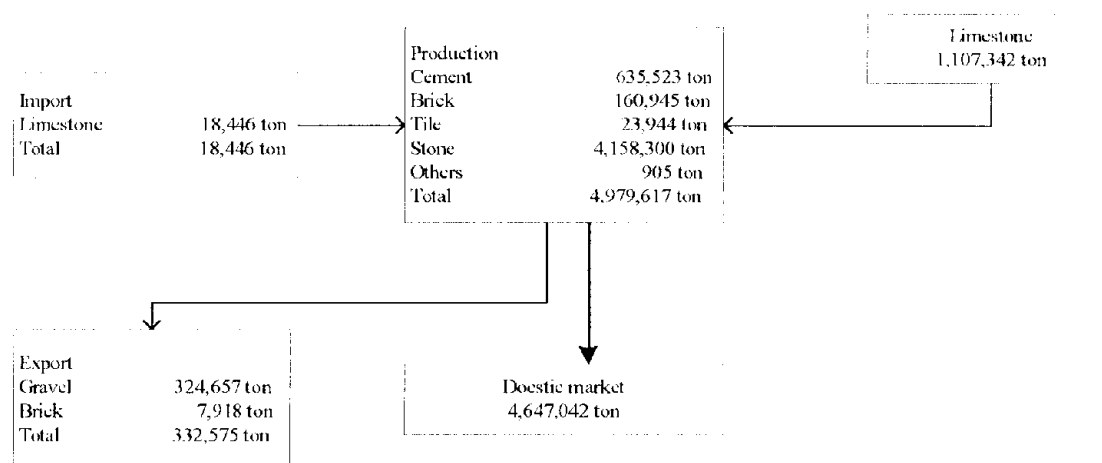 Limestone
1,107,342 ton
Production
Cement 635,523 ton
Brick 160,945 ton
Tile 23,944 ton
Stone 4,158,300 ton
Others 905 ton
Total 4,979,617 ton
Import
Limestone 18,446 ton
Total 18,446 ton
Export
Gravel 324,657 ton
Brick 7,918 ton
Total 332,575 ton
Docstic market
4,647,042 ton